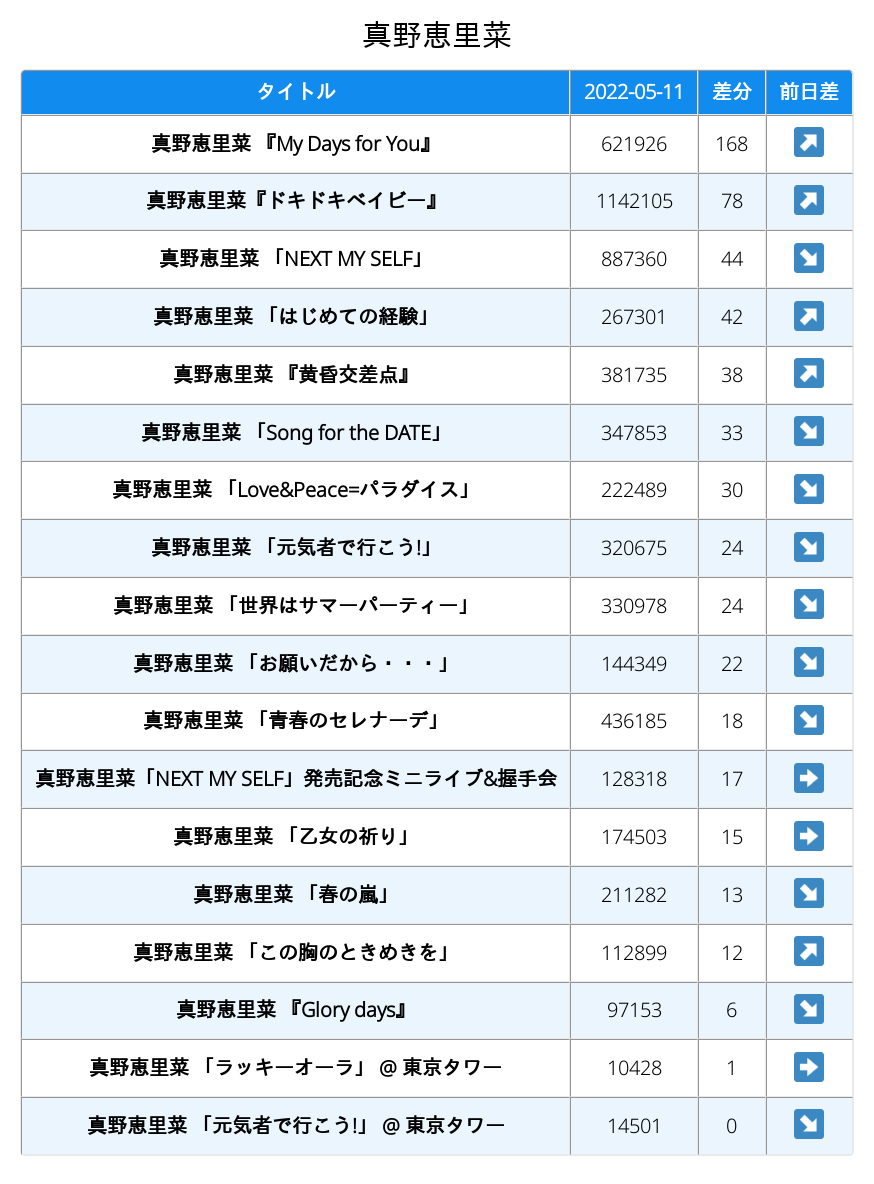 真野恵里菜
タイトル 2022-05-11 差分 前日差
真野恵里菜 『My Days for You』 621926 168 ↗
真野恵里菜『ドキドキベイビー』 1142105 78 ↗
真野恵里菜 「NEXT MY SELF」 887360 44 ↘
真野恵里菜 「はじめての経験」 267301 42 ↗
真野恵里菜 『黄昏交差点』 381735 38 ↗
真野恵里菜 「Song for the DATE」 347853 33 ↘
真野恵里菜 「Love&Peace=パラダイス」 222489 30 ↘
真野恵里菜 「元気者で行こう!」 320675 24 ↘
真野恵里菜 「世界はサマーパーティー」 330978 24 ↘
真野恵里菜 「お願いだから・・・」 144349 22 ↘
真野恵里菜 「青春のセレナーデ」 436185 18 ↘
真野恵里菜「NEXT MY SELF」発売記念ミニライブ&握手会 128318 17 →
真野恵里菜 「乙女の祈り」 174503 15 →
真野恵里菜 「春の嵐」 211282 13 ↘
真野恵里菜 「この胸のときめきを」 112899 12 ↗
真野恵里菜 『Glory days』 97153 6 ↘
真野恵里菜 「ラッキーオーラ」 @ 東京タワー 10428 1 →
真野恵里菜 「元気者で行こう!」 @ 東京タワー 14501 0 ↘